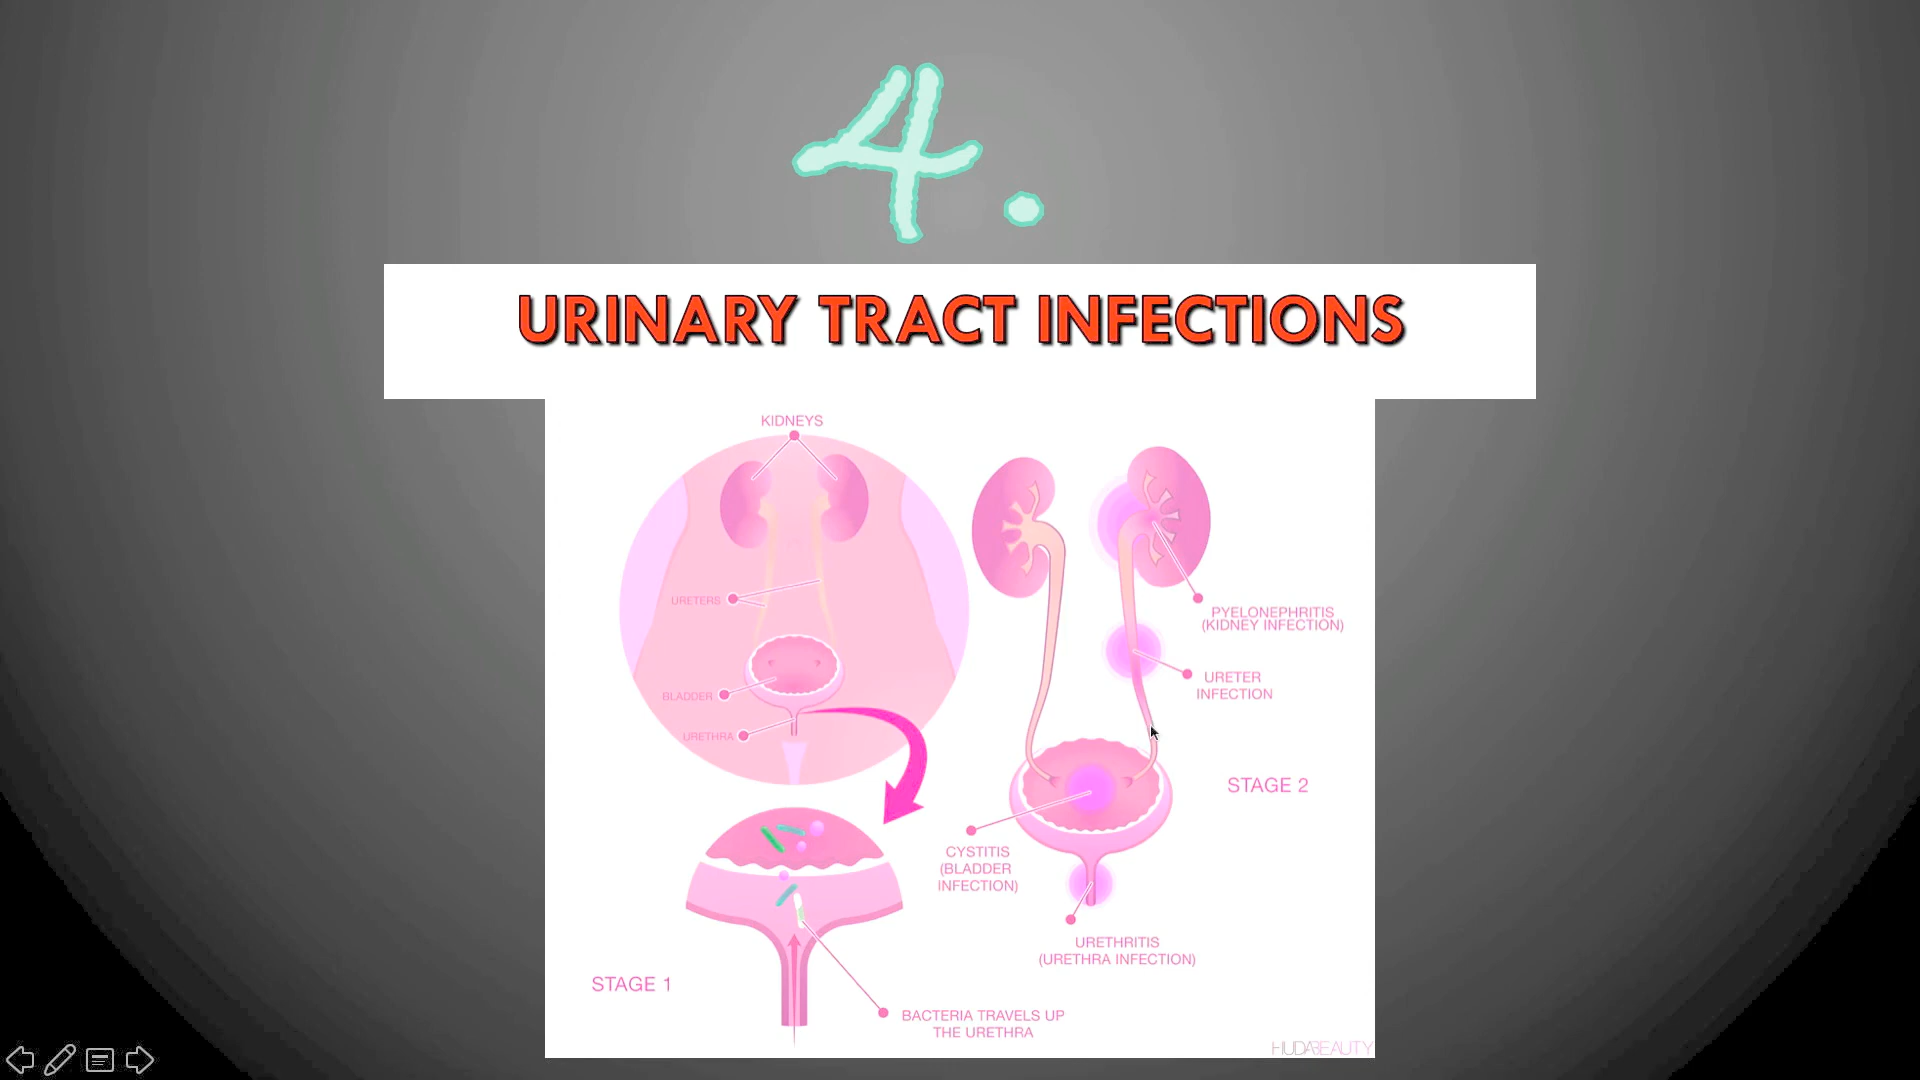 4.
URINARY TRACT INFECTIONS
KIDNEYS
URETERS
BLADDER
URETHRA
STAGE 1
BACTERIA TRAVELS UP
THE URETHRA
PYELONEPHRITIS
(KIDNEY INFECTION)
URETER
INFECTION
STAGE 2
CYSTITIS
(BLADDER
INFECTION)
URETHRITIS
(URETHRA INFECTION)
HUDABEAUTY